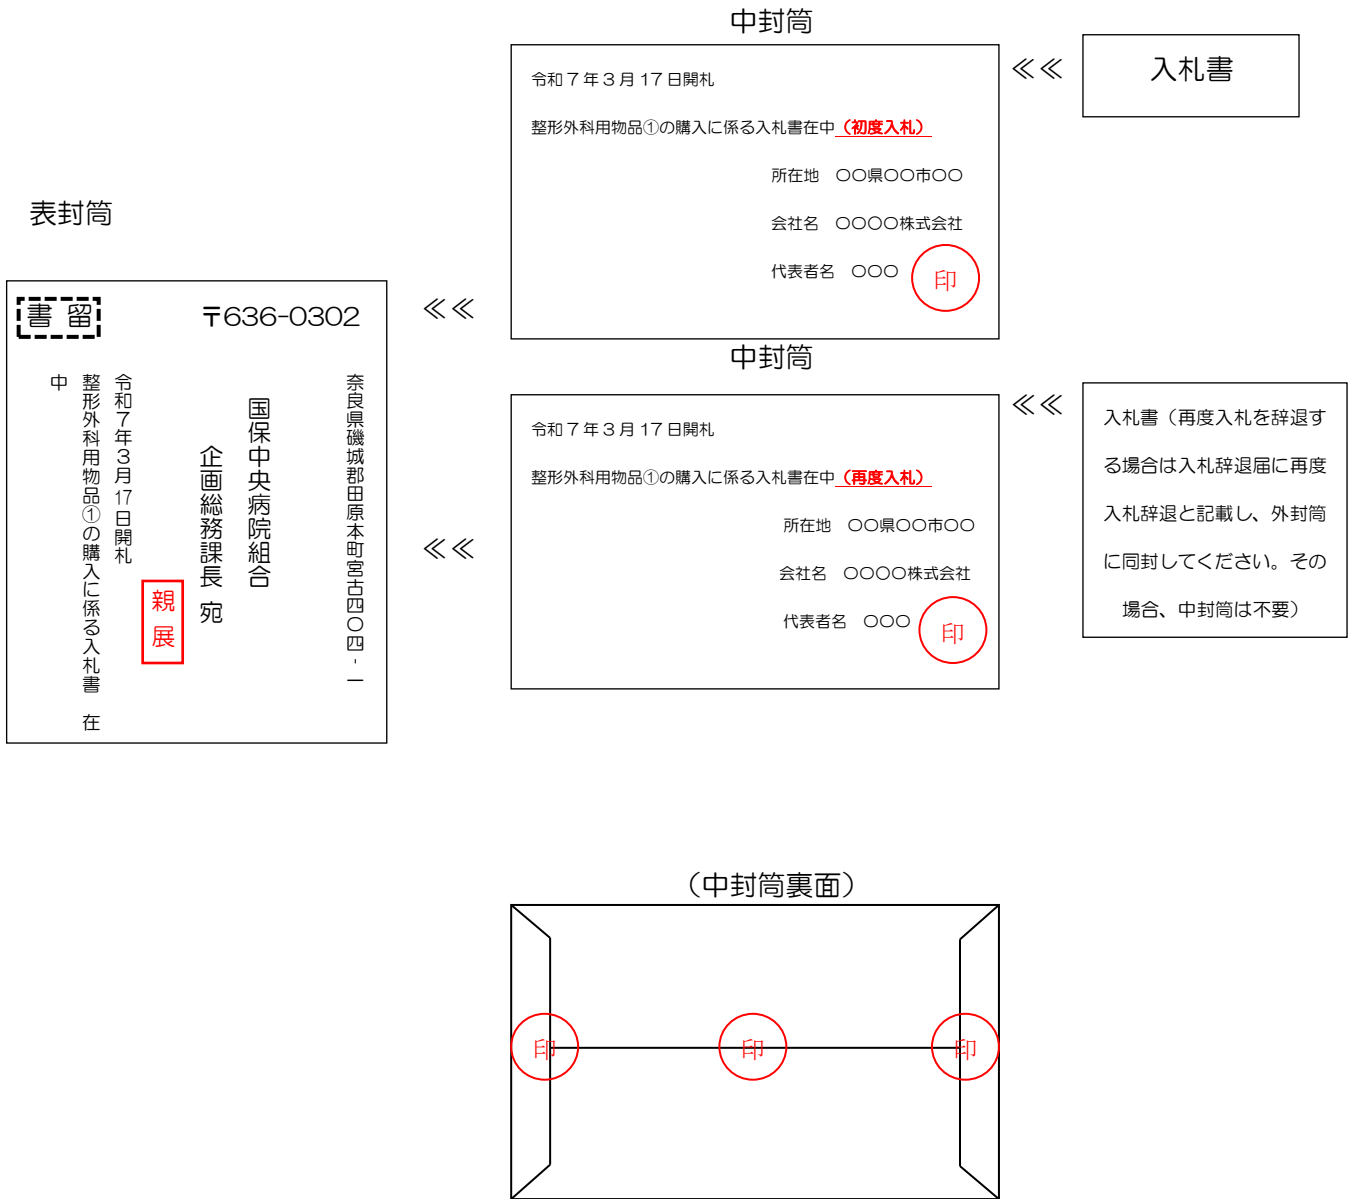 中封筒
令和７年３月 17 日開札
整形外科用物品①の購入に係る入札書在中（初度入札）
所在地　〇〇県〇〇市〇〇
会社名　〇〇〇〇株式会社
代表者名　〇〇〇
印
≪≪
入札書
表封筒
書 留
〒636-0302
奈良県磯城郡田原本町宮古四〇四-一
国保中央病院組合
企画総務課長 宛
親展
令和７年３月 17 日開札
整形外科用物品①の購入に係る入札書　在
中
≪≪
≪≪
中封筒
令和７年３月 17 日開札
整形外科用物品①の購入に係る入札書在中（再度入札）
所在地　〇〇県〇〇市〇〇
会社名　〇〇〇〇株式会社
代表者名　〇〇〇
印
≪≪
入札書（再度入札を辞退す
る場合は入札辞退届に再度
入札辞退と記載し、外封筒
に同封してください。その
場合、中封筒は不要）
（中封筒裏面）
印
印
印